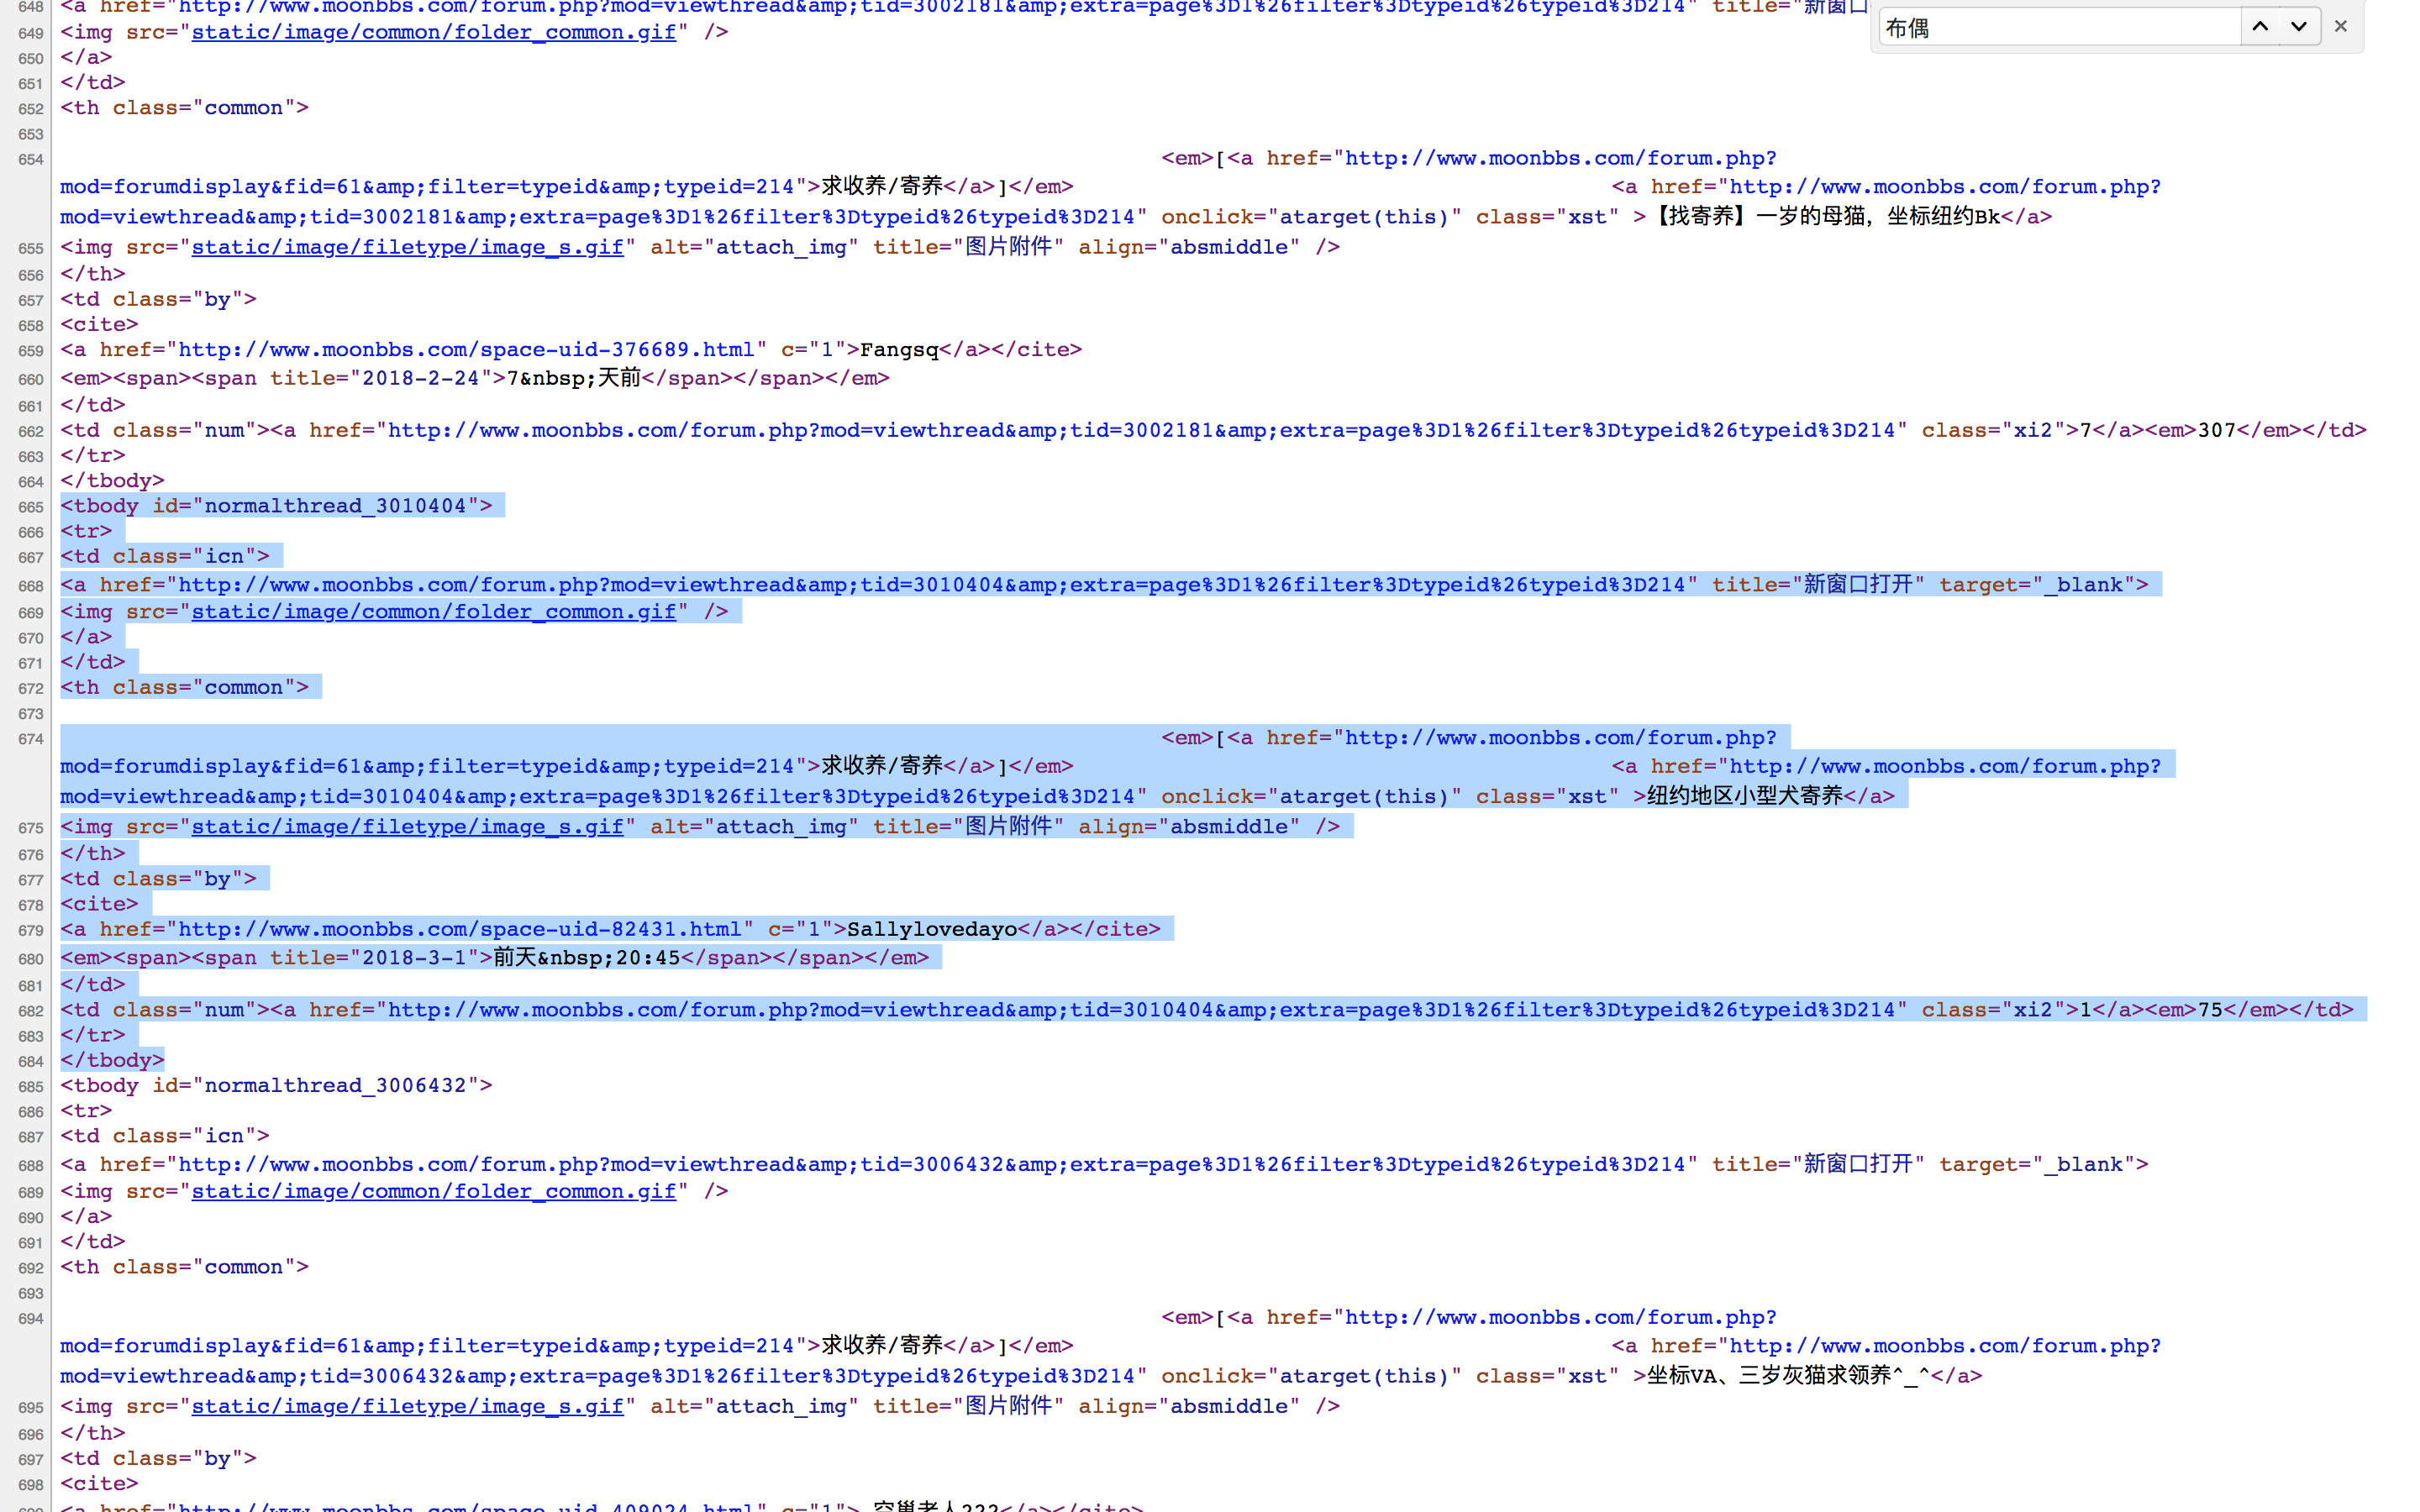 布偶
648 <a href="http://www.moonbbs.com/forum.php?mod=viewthread&amp;tid=3002181&amp;extra=page%3D1%26filter%3Dtypeid%26typeid%3D214" title="新窗口
649 <img src="static/image/common/folder_common.gif" />
650 </a>
651 </td>
652 <th class="common">
653
654 <em>[<a href="http://www.moonbbs.com/forum.php?
mod=forumdisplay&fid=61&amp;filter=typeid&amp;typeid=214">求收养/寄养</a>]</em> <a href="http://www.moonbbs.com/forum.php?
mod=viewthread&amp;tid=3002181&amp;extra=page%3D1%26filter%3Dtypeid%26typeid%3D214" onclick="atarget(this)" class="xst" >【找寄养】一岁的母猫，坐标纽约Bk</a>
655 <img src="static/image/filetype/image_s.gif" alt="attach_img" title="图片附件" align="absmiddle" />
656 </th>
657 <td class="by">
658 <cite>
659 <a href="http://www.moonbbs.com/space-uid-376689.html" c="1">Fangsq</a></cite>
660 <em><span><span title="2018-2-24">7&nbsp;天前</span></span></em>
661 </td>
662 <td class="num"><a href="http://www.moonbbs.com/forum.php?mod=viewthread&amp;tid=3002181&amp;extra=page%3D1%26filter%3Dtypeid%26typeid%3D214" class="xi2">7</a><em>307</em></td>
663 </tr>
664 </tbody>
665 <tbody id="normalthread_3010404">
666 <tr>
667 <td class="icn">
668 <a href="http://www.moonbbs.com/forum.php?mod=viewthread&amp;tid=3010404&amp;extra=page%3D1%26filter%3Dtypeid%26typeid%3D214" title="新窗口打开" target="_blank">
669 <img src="static/image/common/folder_common.gif" />
670 </a>
671 </td>
672 <th class="common">
673
674 <em>[<a href="http://www.moonbbs.com/forum.php?
mod=forumdisplay&fid=61&amp;filter=typeid&amp;typeid=214">求收养/寄养</a>]</em> <a href="http://www.moonbbs.com/forum.php?
mod=viewthread&amp;tid=3010404&amp;extra=page%3D1%26filter%3Dtypeid%26typeid%3D214" onclick="atarget(this)" class="xst" >纽约地区小型犬寄养</a>
675 <img src="static/image/filetype/image_s.gif" alt="attach_img" title="图片附件" align="absmiddle" />
676 </th>
677 <td class="by">
678 <cite>
679 <a href="http://www.moonbbs.com/space-uid-82431.html" c="1">Sallylovedayo</a></cite>
680 <em><span><span title="2018-3-1">前天&nbsp;20:45</span></span></em>
681 </td>
682 <td class="num"><a href="http://www.moonbbs.com/forum.php?mod=viewthread&amp;tid=3010404&amp;extra=page%3D1%26filter%3Dtypeid%26typeid%3D214" class="xi2">1</a><em>75</em></td>
683 </tr>
684 </tbody>
685 <tbody id="normalthread_3006432">
686 <tr>
687 <td class="icn">
688 <a href="http://www.moonbbs.com/forum.php?mod=viewthread&amp;tid=3006432&amp;extra=page%3D1%26filter%3Dtypeid%26typeid%3D214" title="新窗口打开" target="_blank">
689 <img src="static/image/common/folder_common.gif" />
690 </a>
691 </td>
692 <th class="common">
693
694 <em>[<a href="http://www.moonbbs.com/forum.php?
mod=forumdisplay&fid=61&amp;filter=typeid&amp;typeid=214">求收养/寄养</a>]</em> <a href="http://www.moonbbs.com/forum.php?
mod=viewthread&amp;tid=3006432&amp;extra=page%3D1%26filter%3Dtypeid%26typeid%3D214" onclick="atarget(this)" class="xst" >坐标VA、三岁灰猫求领养^_^</a>
695 <img src="static/image/filetype/image_s.gif" alt="attach_img" title="图片附件" align="absmiddle" />
696 </th>
697 <td class="by">
698 <cite>
699 <a href="http://www.moonbbs.com/space-uid-409024.html" c="1"> 空巢老人222</a></cite>